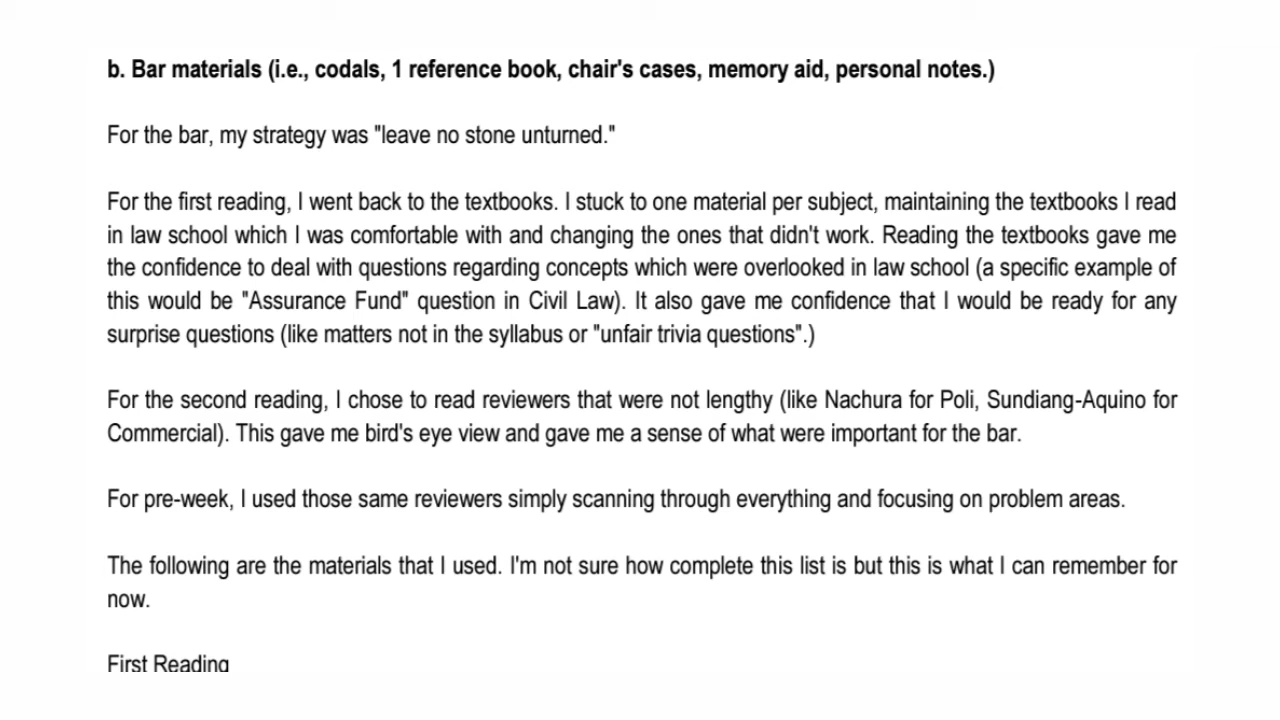 b. Bar materials (i.e., codals, 1 reference book, chair's cases, memory aid, personal notes.)
For the bar, my strategy was "leave no stone unturned."
For the first reading, I went back to the textbooks. I stuck to one material per subject, maintaining the textbooks I read
in law school which I was comfortable with and changing the ones that didn't work. Reading the textbooks gave me
the confidence to deal with questions regarding concepts which were overlooked in law school (a specific example of
this would be "Assurance Fund" question in Civil Law). It also gave me confidence that I would be ready for any
surprise questions (like matters not in the syllabus or "unfair trivia questions".)
For the second reading, I chose to read reviewers that were not lengthy (like Nachura for Poli, Sundiang-Aquino for
Commercial). This gave me bird's eye view and gave me a sense of what were important for the bar.
For pre-week, I used those same reviewers simply scanning through everything and focusing on problem areas.
The following are the materials that I used. I'm not sure how complete this list is but this is what I can remember for
now.
First Reading